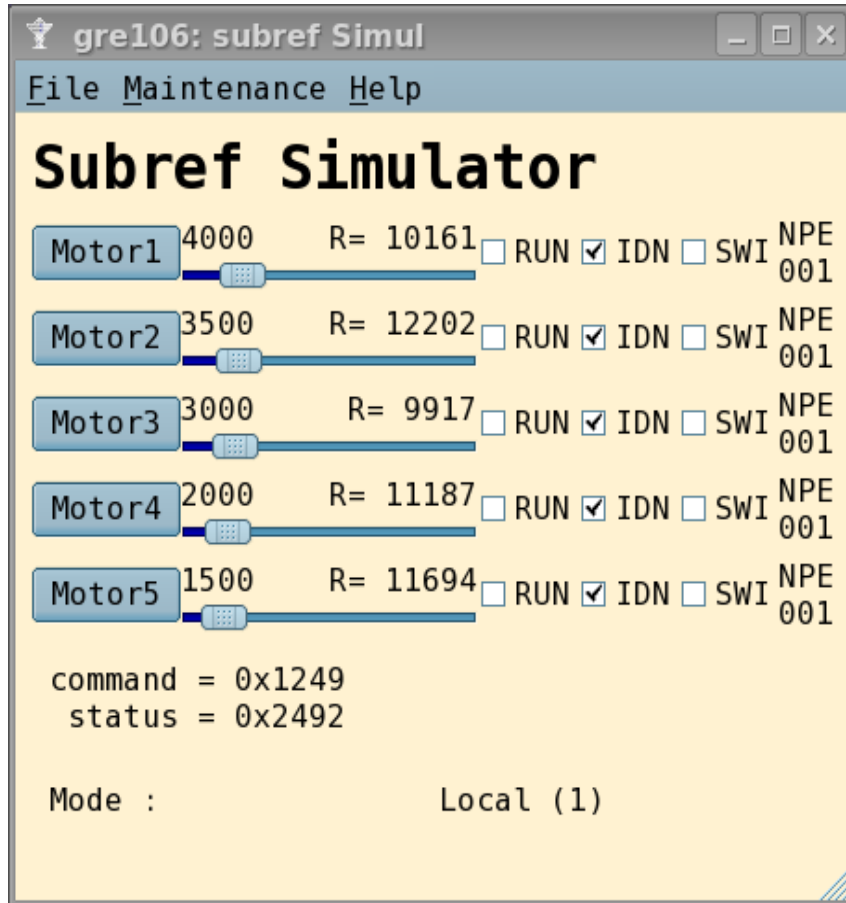 gre106: subref Simul
File Maintenance Help
Subref Simulator
Motor1 4000 R= 10161 RUN IDN SWI NPE
001
Motor2 3500 R= 12202 RUN IDN SWI NPE
001
Motor3 3000 R= 9917 RUN IDN SWI NPE
001
Motor4 2000 R= 11187 RUN IDN SWI NPE
001
Motor5 1500 R= 11694 RUN IDN SWI NPE
001
command = 0x1249
status = 0x2492
Mode : Local (1)